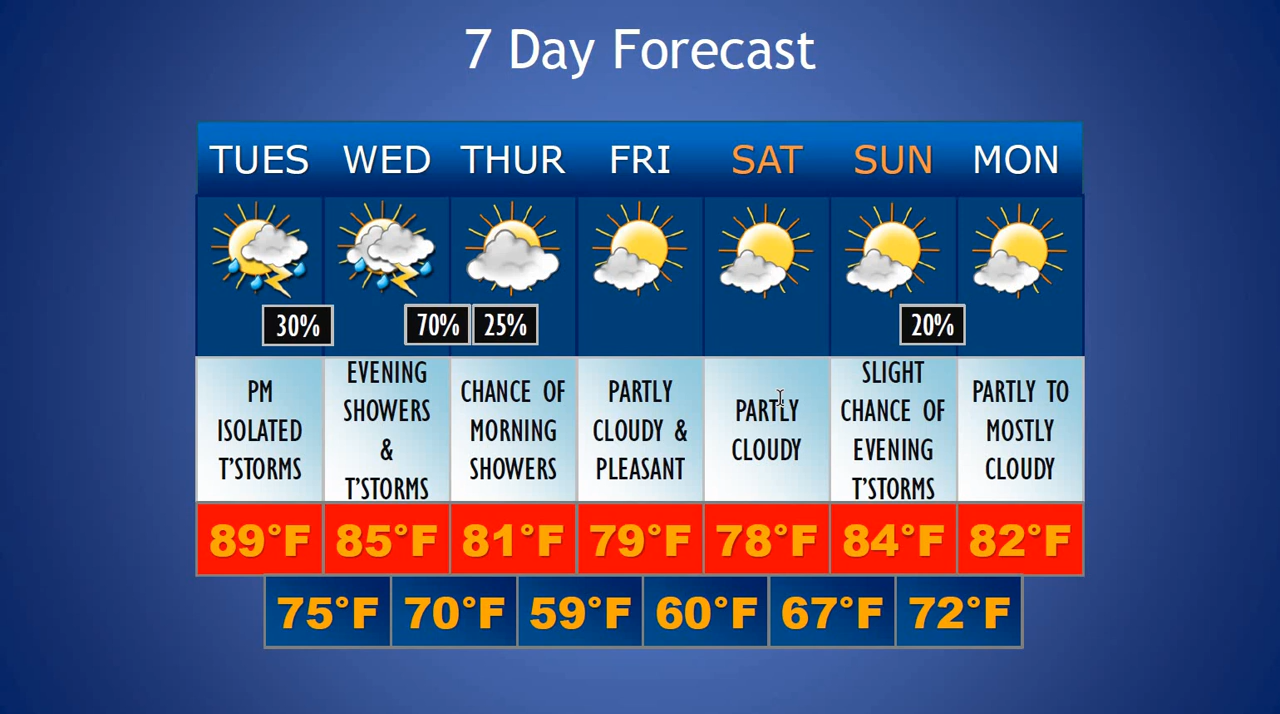 7 Day Forecast
TUES WED THUR FRI SAT SUN MON
30% 70% 25% 20%
PM
ISOLATED
T'STORMS
EVENING
SHOWERS
&
T'STORMS
CHANCE OF
MORNING
SHOWERS
PARTLY
CLOUDY &
PLEASANT
PARTLY
CLOUDY
SLIGHT
CHANCE OF
EVENING
T'STORMS
PARTLY TO
MOSTLY
CLOUDY
89°F 85°F 81°F 79°F 78°F 84°F 82°F
75°F 70°F 59°F 60°F 67°F 72°F